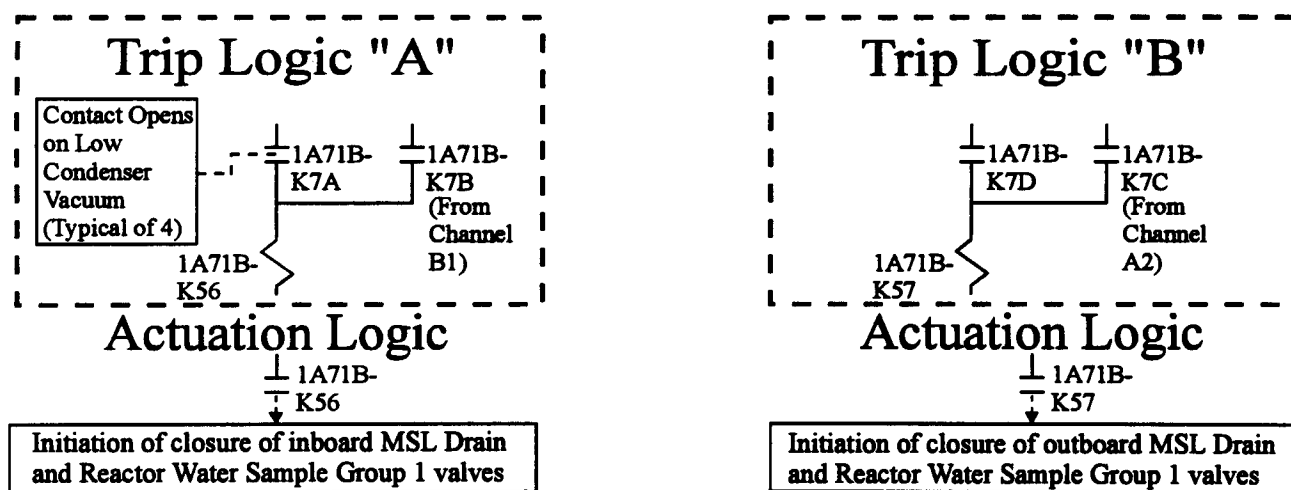 Trip Logic "A"
Contact Opens
on Low
Condenser
Vacuum
(Typical of 4)
1A71B-
K7A
1A71B-
K7B
(From
Channel
B1)
1A71B-
K56
Actuation Logic
1A71B-
K56
Initiation of closure of inboard MSL Drain
and Reactor Water Sample Group 1 valves
Trip Logic "B"
1A71B-
K7D
1A71B-
K7C
(From
Channel
A2)
1A71B-
K57
Actuation Logic
1A71B-
K57
Initiation of closure of outboard MSL Drain
and Reactor Water Sample Group 1 valves